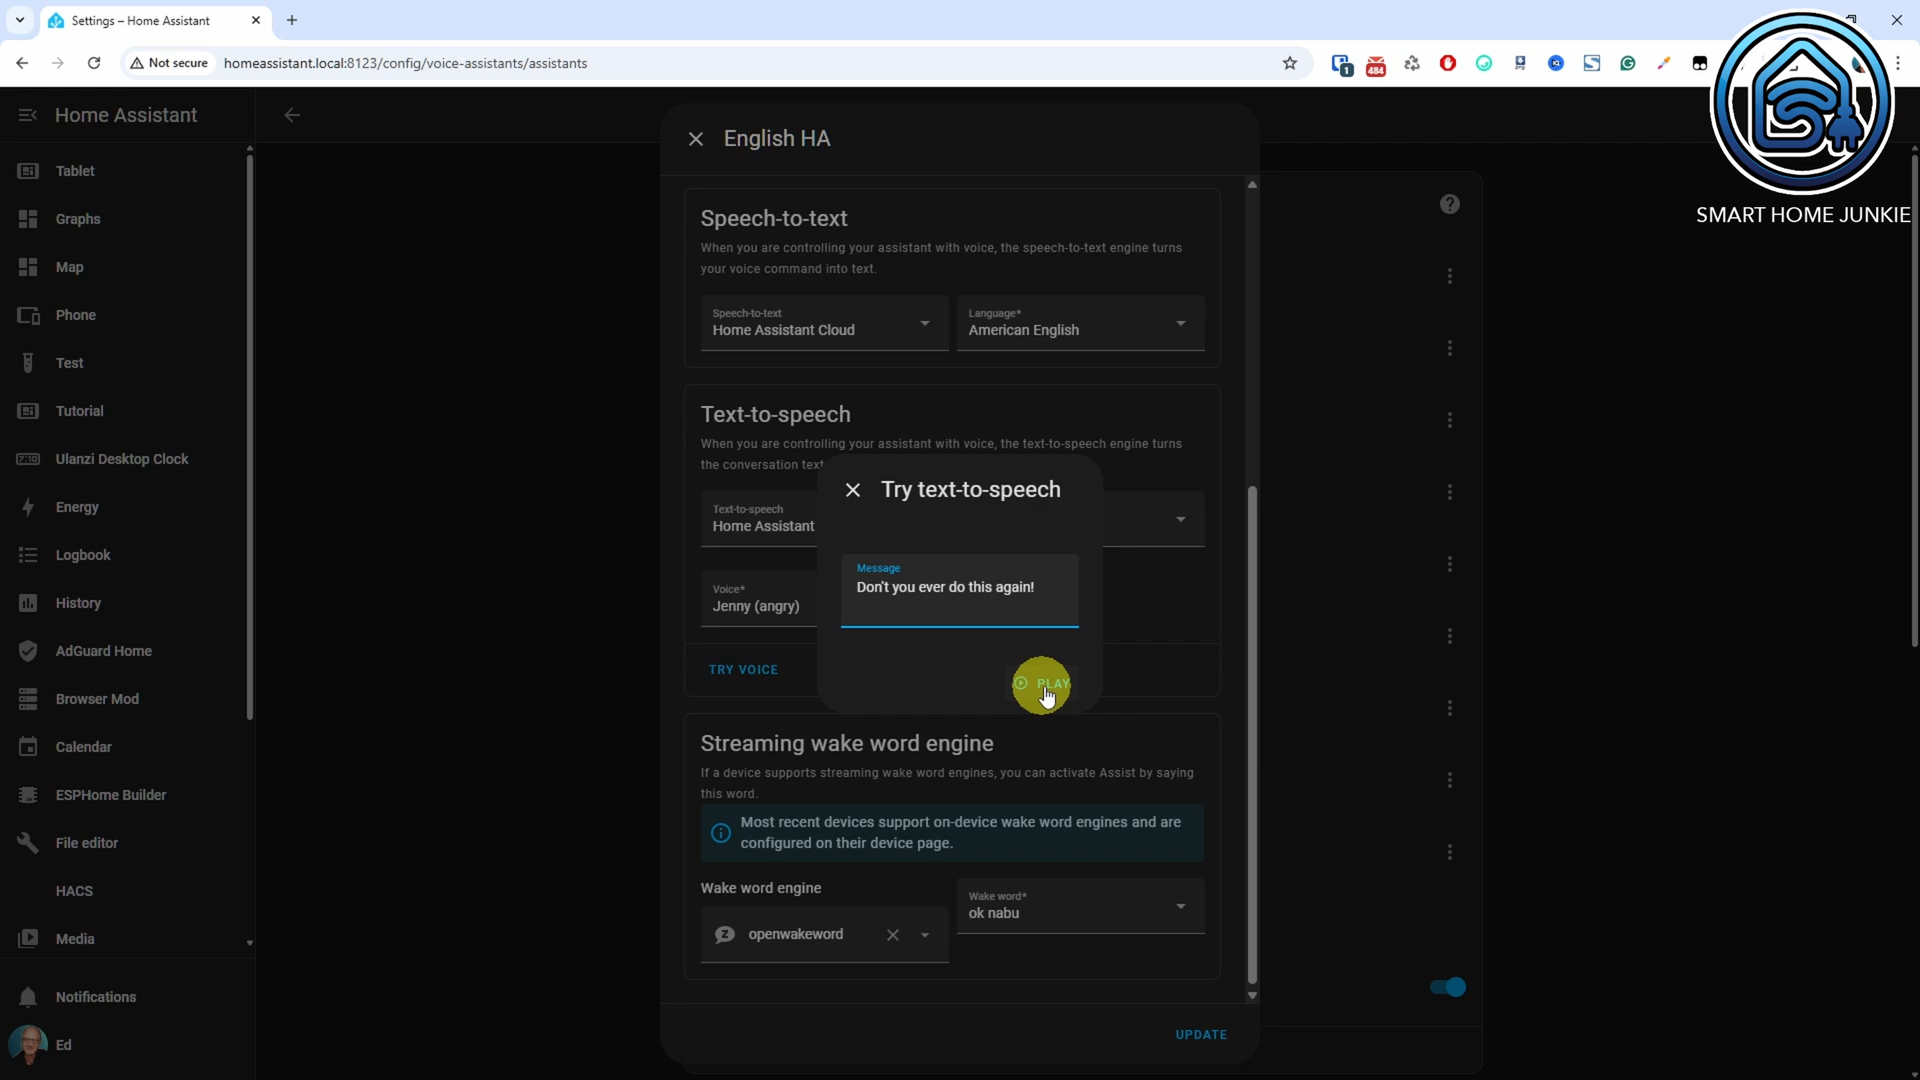 Settings – Home Assistant
Not secure
homeassistant.local:8123/config/voice-assistants/assistants
1
484
SMART HOME JUNKIE
Home Assistant
Tablet
Graphs
Map
Phone
Test
Tutorial
Ulanzi Desktop Clock
Energy
Logbook
History
AdGuard Home
Browser Mod
Calendar
ESPHome Builder
File editor
HACS
Media
Notifications
Ed
English HA
Speech-to-text
When you are controlling your assistant with voice, the speech-to-text engine turns
your voice command into text.
Speech-to-text
Home Assistant Cloud
Language*
American English
Text-to-speech
When you are controlling your assistant with voice, the text-to-speech engine turns
the conversation text
Text-to-speech
Home Assistant
Voice*
Jenny (angry)
TRY VOICE
Try text-to-speech
Message
Don't you ever do this again!
PLAY
Streaming wake word engine
If a device supports streaming wake word engines, you can activate Assist by saying
this word.
Most recent devices support on-device wake word engines and are
configured on their device page.
Wake word engine
openwakeword
Wake word*
ok nabu
UPDATE